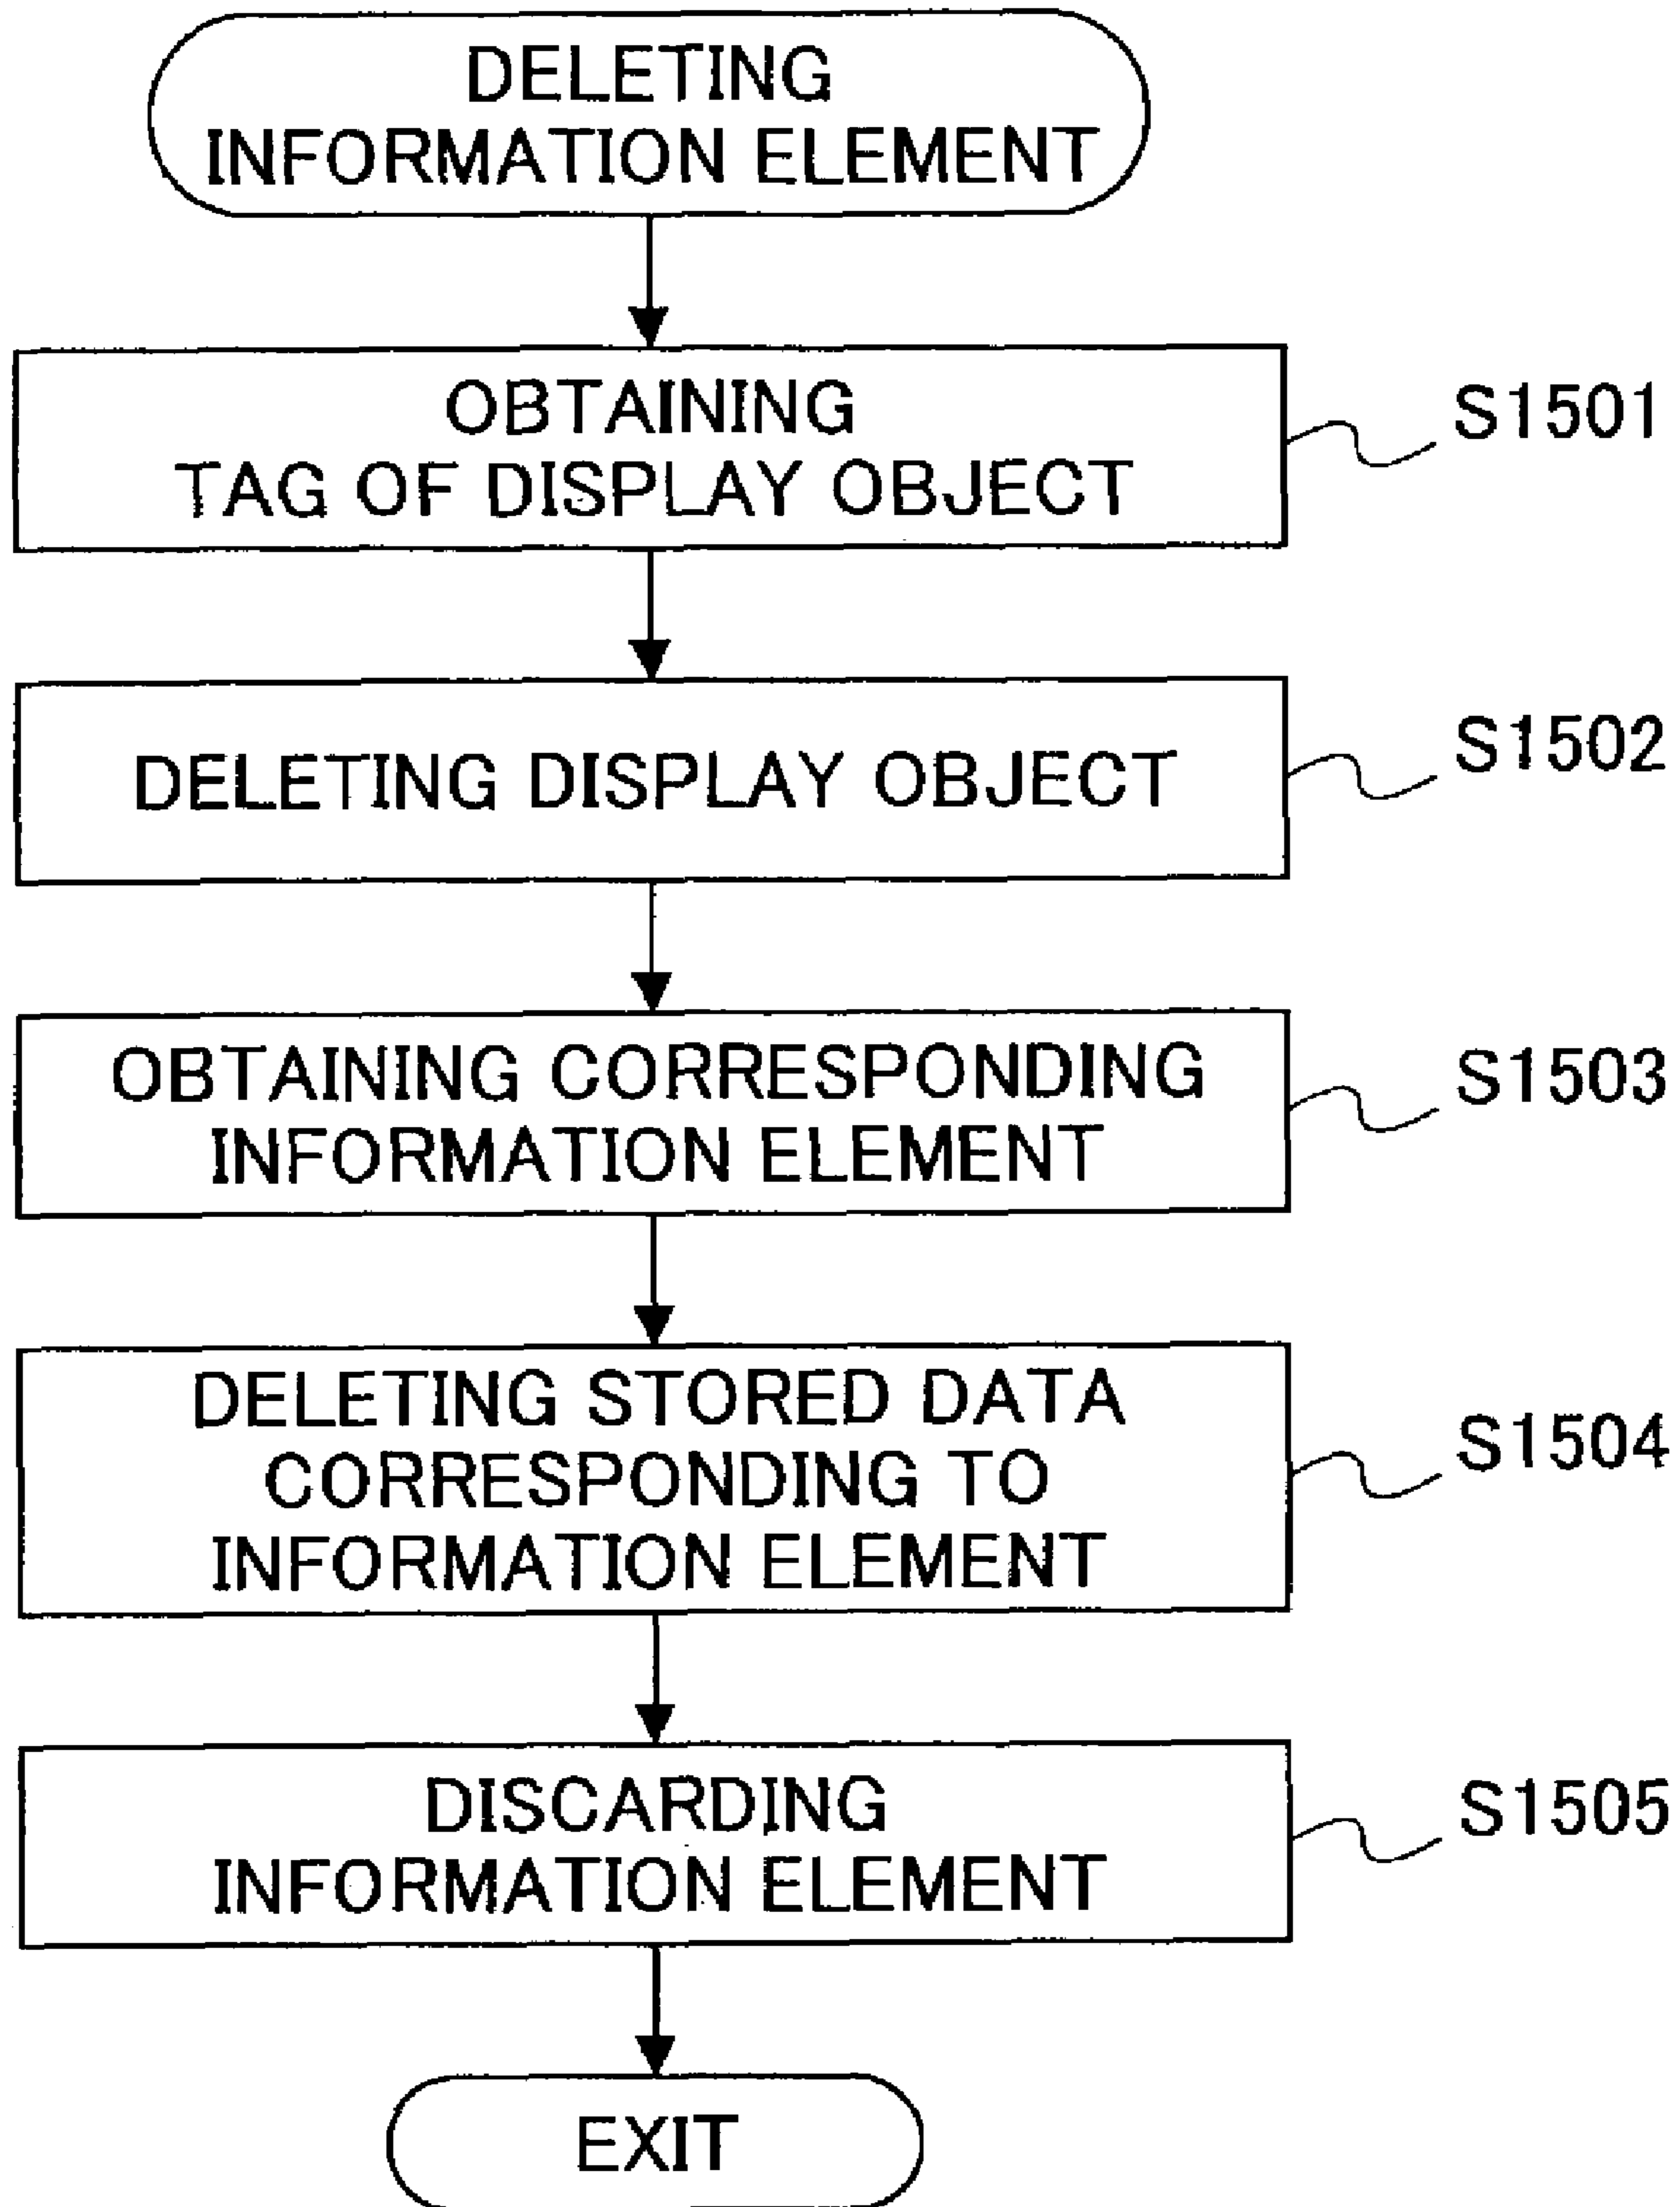 DELETING
INFORMATION ELEMENT
OBTAINING
TAG OF DISPLAY OBJECT
S1501
DELETING DISPLAY OBJECT
S1502
OBTAINING CORRESPONDING
INFORMATION ELEMENT
S1503
DELETING STORED DATA
CORRESPONDING TO
INFORMATION ELEMENT
S1504
DISCARDING
INFORMATION ELEMENT
S1505
EXIT